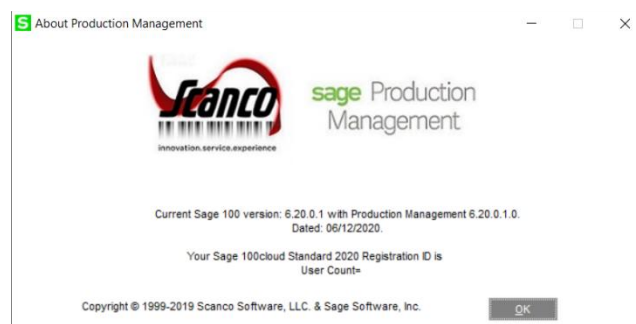 About Production Management
Scanco
innovation.service.experience
sage Production
Management
Current Sage 100 version: 6.20.0.1 with Production Management 6.20.0.1.0.
Dated: 06/12/2020.
Your Sage 100cloud Standard 2020 Registration ID is
User Count=
Copyright © 1999-2019 Scanco Software, LLC. & Sage Software, Inc.
OK